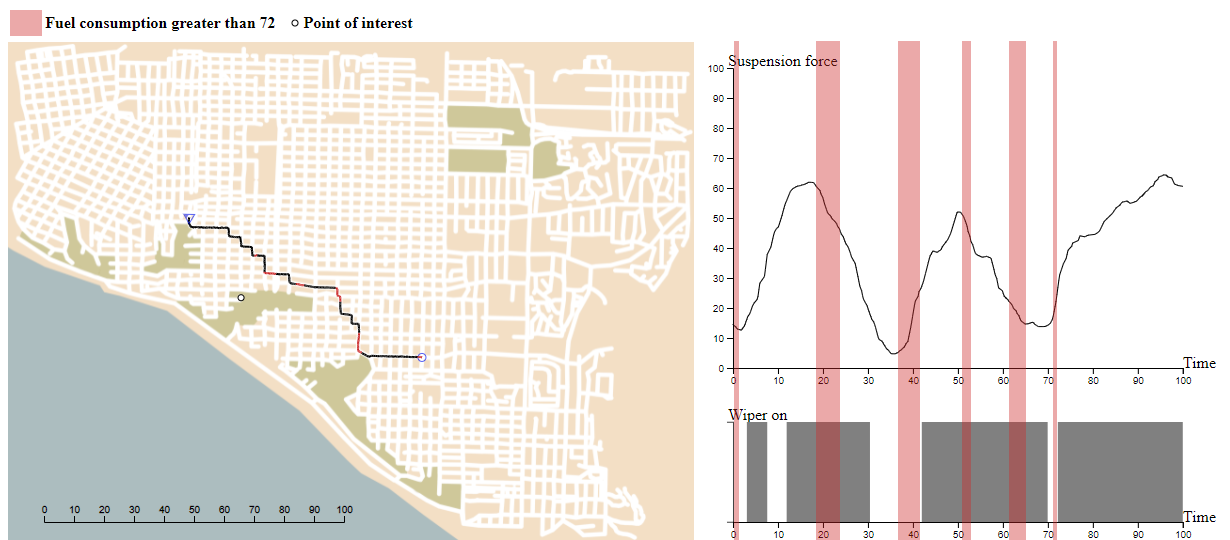 Fuel consumption greater than 72 Point of interest
Suspension force
100
90
80
70
60
50
40
30
20
10
0
0 10 20 30 40 50 60 70 80 90 100
Time
Wiper on
0 10 20 30 40 50 60 70 80 90 100
Time
0 10 20 30 40 50 60 70 80 90 100